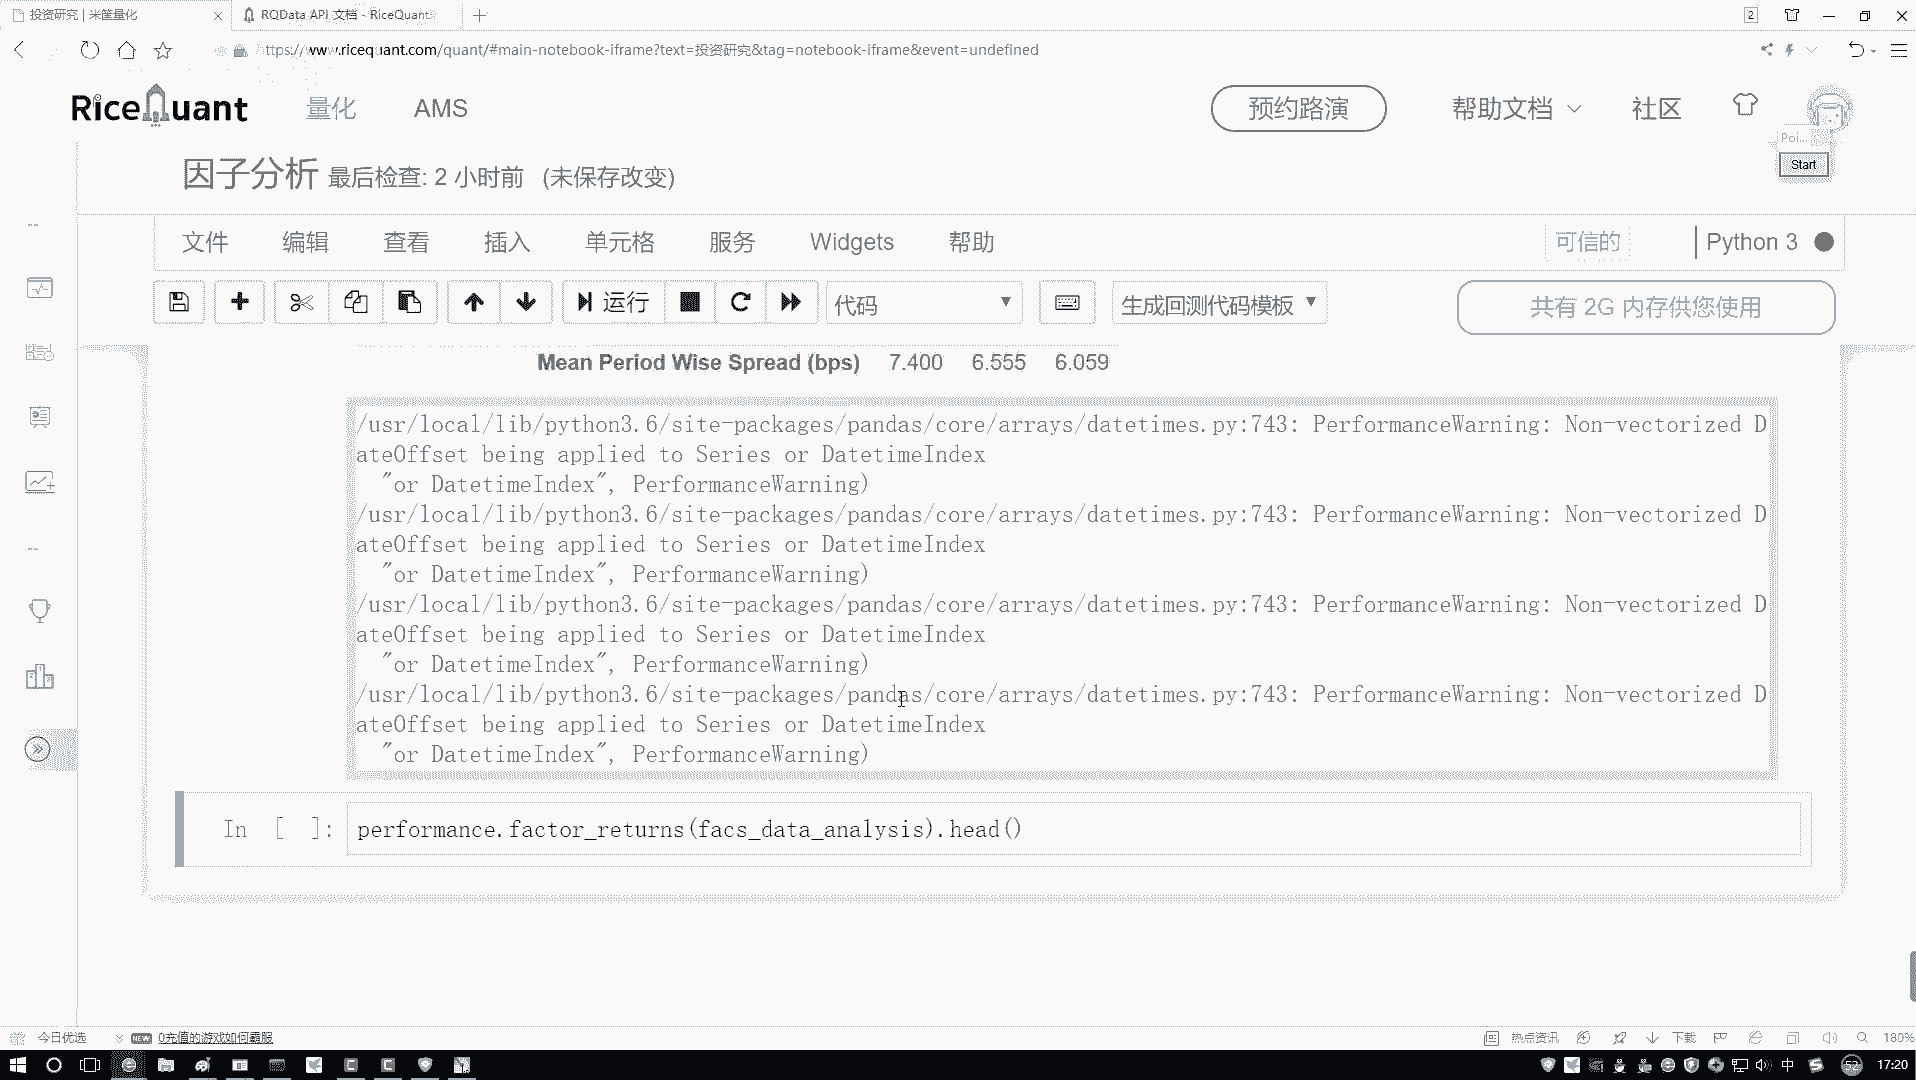 投资研究 | 米筐量化
RQData API 文档 - RiceQuant
2
https://www.ricequant.com/quant/#main-notebook-iframe?text=投资研究&tag=notebook-iframe&event=undefined
RiceQuant
量化
AMS
预约路演
帮助文档
社区
Poi...
Start
因子分析 最后检查: 2 小时前 (未保存改变)
文件 编辑 查看 插入 单元格 服务 Widgets 帮助
可信的
Python 3
运行
代码
生成回测代码模板
共有 2G 内存供您使用
Mean Period Wise Spread (bps) 7.400 6.555 6.059
/usr/local/lib/python3.6/site-packages/pandas/core/arrays/datetimes.py:743: PerformanceWarning: Non-vectorized D
ateOffset being applied to Series or DatetimeIndex
"or DatetimeIndex", PerformanceWarning)
/usr/local/lib/python3.6/site-packages/pandas/core/arrays/datetimes.py:743: PerformanceWarning: Non-vectorized D
ateOffset being applied to Series or DatetimeIndex
"or DatetimeIndex", PerformanceWarning)
/usr/local/lib/python3.6/site-packages/pandas/core/arrays/datetimes.py:743: PerformanceWarning: Non-vectorized D
ateOffset being applied to Series or DatetimeIndex
"or DatetimeIndex", PerformanceWarning)
/usr/local/lib/python3.6/site-packages/pandas/core/arrays/datetimes.py:743: PerformanceWarning: Non-vectorized D
ateOffset being applied to Series or DatetimeIndex
"or DatetimeIndex", PerformanceWarning)
In [ ]: performance.factor_returns(facs_data_analysis).head()
今日优选
NEW 0充值的游戏如何霸服
热点资讯
下载
180%
中
52
17:20